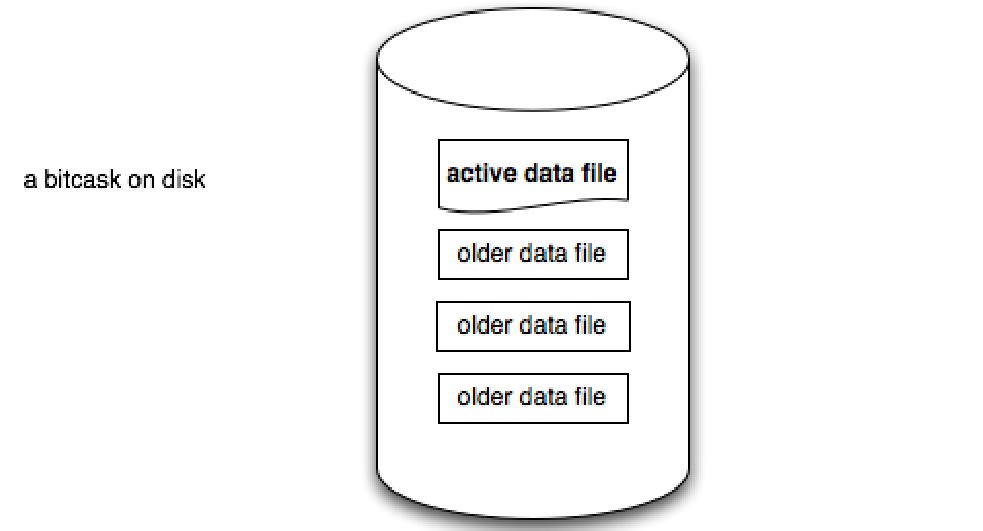 a bitcask on disk
active data file
older data file
older data file
older data file